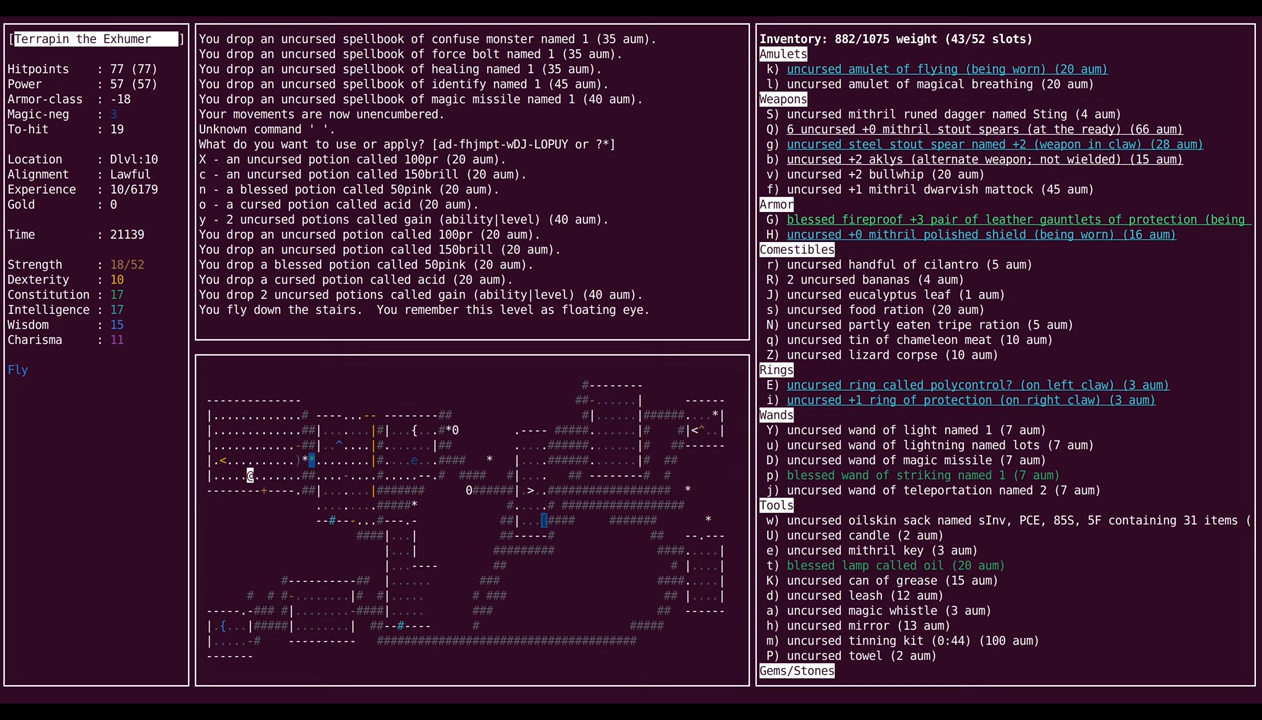 [Terrapin the Exhumer ]
Hitpoints : 77 (77)
Power : 57 (57)
Armor-class : -18
Magic-neg : 3
To-hit : 19
Location : Dlvl:10
Alignment : Lawful
Experience : 10/6179
Gold : 0
Time : 21139
Strength : 18/52
Dexterity : 10
Constitution : 17
Intelligence : 17
Wisdom : 15
Charisma : 11
Fly
You drop an uncursed spellbook of confuse monster named 1 (35 aum).
You drop an uncursed spellbook of force bolt named 1 (35 aum).
You drop an uncursed spellbook of healing named 1 (35 aum).
You drop an uncursed spellbook of identify named 1 (45 aum).
You drop an uncursed spellbook of magic missile named 1 (40 aum).
Your movements are now unencumbered.
Unknown command ' '.
What do you want to use or apply? [ad-fhjmpt-wDJ-LOPUY or ?*]
X - an uncursed potion called 100pr (20 aum).
c - an uncursed potion called 150brill (20 aum).
n - a blessed potion called 50pink (20 aum).
o - a cursed potion called acid (20 aum).
y - 2 uncursed potions called gain (ability|level) (40 aum).
You drop an uncursed potion called 100pr (20 aum).
You drop an uncursed potion called 150brill (20 aum).
You drop a blessed potion called 50pink (20 aum).
You drop a cursed potion called acid (20 aum).
You drop 2 uncursed potions called gain (ability|level) (40 aum).
You fly down the stairs.  You remember this level as floating eye.
Inventory: 882/1075 weight (43/52 slots)
Amulets
k) uncursed amulet of flying (being worn) (20 aum)
l) uncursed amulet of magical breathing (20 aum)
Weapons
S) uncursed mithril runed dagger named Sting (4 aum)
Q) 6 uncursed +0 mithril stout spears (at the ready) (66 aum)
g) uncursed steel stout spear named +2 (weapon in claw) (28 aum)
b) uncursed +2 aklys (alternate weapon; not wielded) (15 aum)
v) uncursed +2 bullwhip (20 aum)
f) uncursed +1 mithril dwarvish mattock (45 aum)
Armor
G) blessed fireproof +3 pair of leather gauntlets of protection (being
H) uncursed +0 mithril polished shield (being worn) (16 aum)
Comestibles
r) uncursed handful of cilantro (5 aum)
R) 2 uncursed bananas (4 aum)
J) uncursed eucalyptus leaf (1 aum)
s) uncursed food ration (20 aum)
N) uncursed partly eaten tripe ration (5 aum)
q) uncursed tin of chameleon meat (10 aum)
Z) uncursed lizard corpse (10 aum)
Rings
E) uncursed ring called polycontrol? (on left claw) (3 aum)
i) uncursed +1 ring of protection (on right claw) (3 aum)
Wands
Y) uncursed wand of light named 1 (7 aum)
u) uncursed wand of lightning named lots (7 aum)
D) uncursed wand of magic missile (7 aum)
p) blessed wand of striking named 1 (7 aum)
j) uncursed wand of teleportation named 2 (7 aum)
Tools
w) uncursed oilskin sack named sInv, PCE, 85S, 5F containing 31 items (
U) uncursed candle (2 aum)
e) uncursed mithril key (3 aum)
t) blessed lamp called oil (20 aum)
K) uncursed can of grease (15 aum)
d) uncursed leash (12 aum)
a) uncursed magic whistle (3 aum)
h) uncursed mirror (13 aum)
m) uncursed tinning kit (0:44) (100 aum)
P) uncursed towel (2 aum)
Gems/Stones